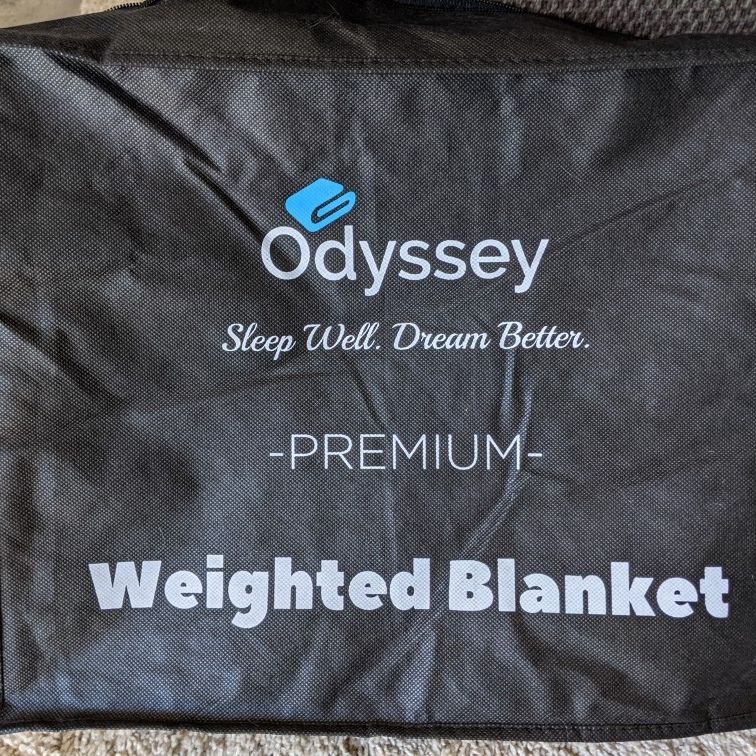 Odyssey
Sleep Well. Dream Better.
-PREMIUM-
Weighted Blanket